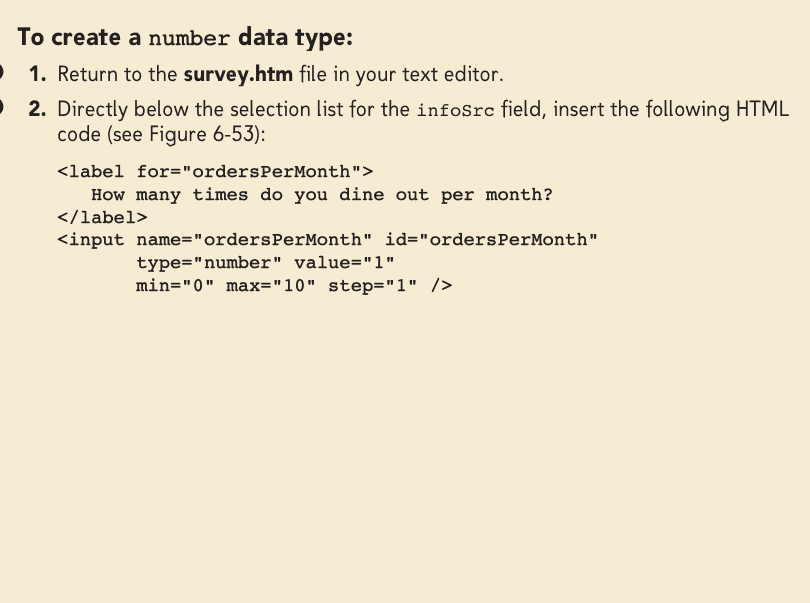 To create a number data type:
1. Return to the survey.htm file in your text editor.
2. Directly below the selection list for the infoSrc field, insert the following HTML
code (see Figure 6-53):
<label for="ordersPerMonth">
How many times do you dine out per month?
</label>
<input name="ordersPerMonth" id="ordersPerMonth"
type="number" value="1"
min="0" max="10" step="1" />